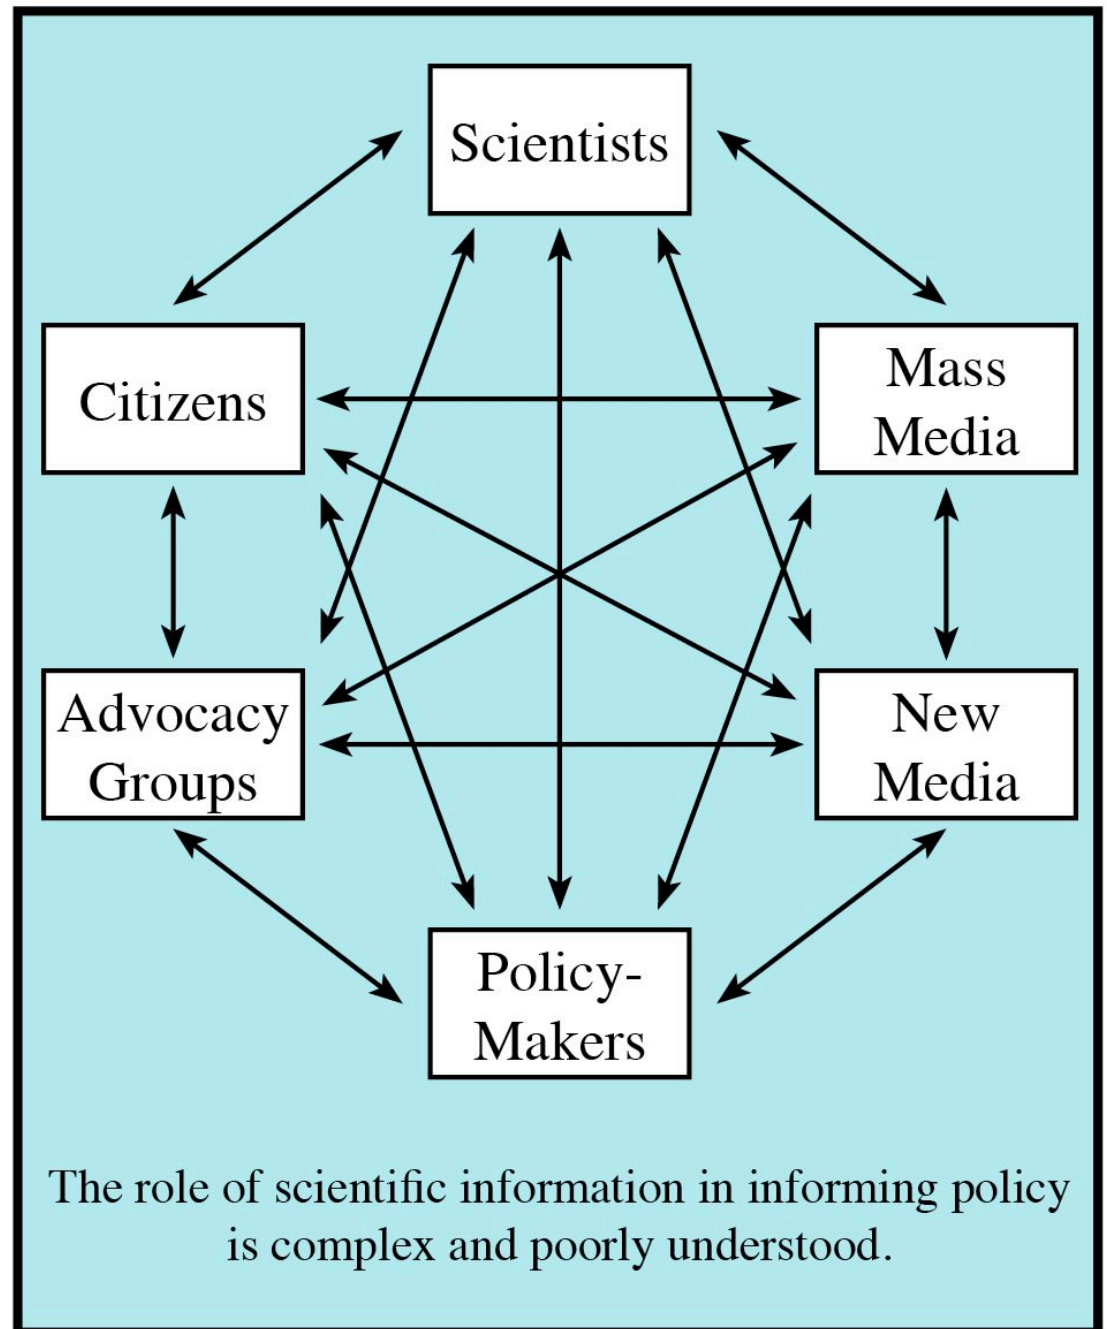 Scientists
Citizens
Mass
Media
Advocacy
Groups
New
Media
Policy-
Makers
The role of scientific information in informing policy
is complex and poorly understood.